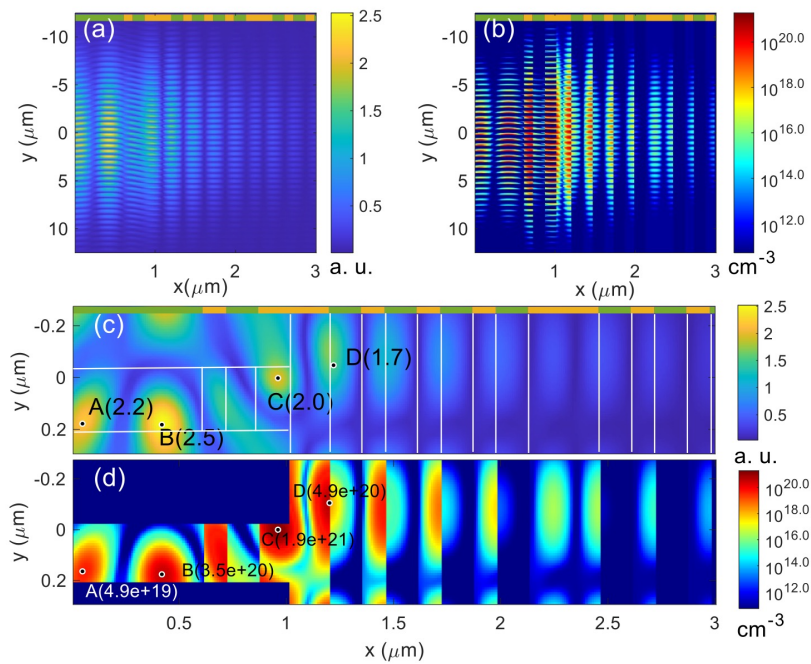 (a)
-10
-5
0
5
10
y (μm)
1
2
3
x(μm)
2.5
2
1.5
1
0.5
a. u.
(b)
-10
-5
0
5
10
y (μm)
1
2
3
x (μm)
10^20.0
10^18.0
10^16.0
10^14.0
10^12.0
cm^-3
(c)
-0.2
0
0.2
y (μm)
A(2.2)
B(2.5)
C(2.0)
D(1.7)
2.5
2
1.5
1
0.5
a. u.
(d)
-0.2
0
0.2
y (μm)
D(4.9e+20)
C(1.9e+21)
B(3.5e+20)
A(4.9e+19)
0.5
1
1.5
2
2.5
3
x (μm)
10^20.0
10^18.0
10^16.0
10^14.0
10^12.0
cm^-3